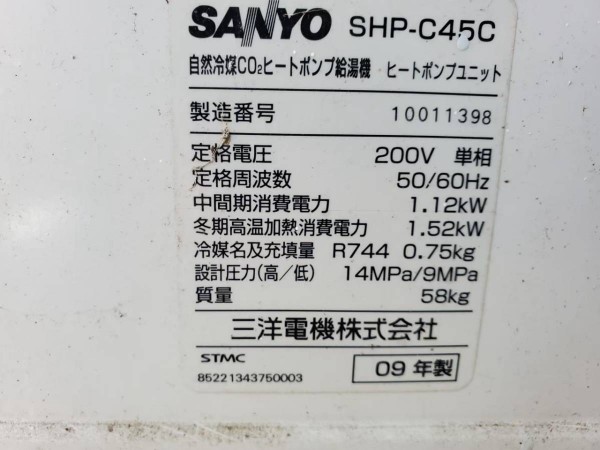 SANYO SHP-C45C
自然冷媒CO₂ヒートポンプ給湯機 ヒートポンプユニット
製造番号 10011398
定格電圧 200V 単相
定格周波数 50/60Hz
中間期消費電力 1.12kW
冬期高温加熱消費電力 1.52kW
冷媒名及充填量 R744 0.75kg
設計圧力(高/低) 14MPa/9MPa
質量 58kg
三洋電機株式会社
STMC
85221343750003 09年製